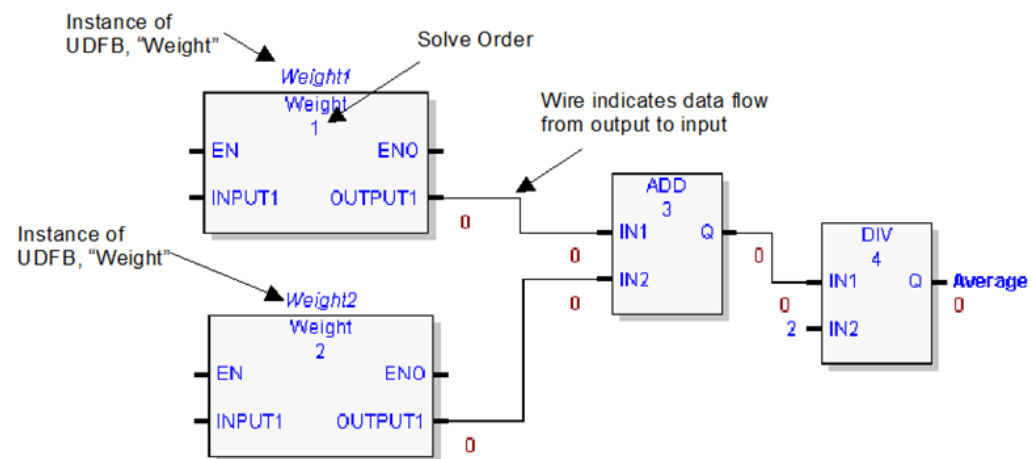 Instance of
UDFB, “Weight”
Solve Order
Weight1
Weight
1
EN ENO
INPUT1 OUTPUT1
0
Wire indicates data flow
from output to input
ADD
3
IN1 Q
0
0
IN2
0
DIV
4
IN1 Q Average
0
0
2 IN2
Instance of
UDFB, “Weight”
Weight2
Weight
2
EN ENO
INPUT1 OUTPUT1
0